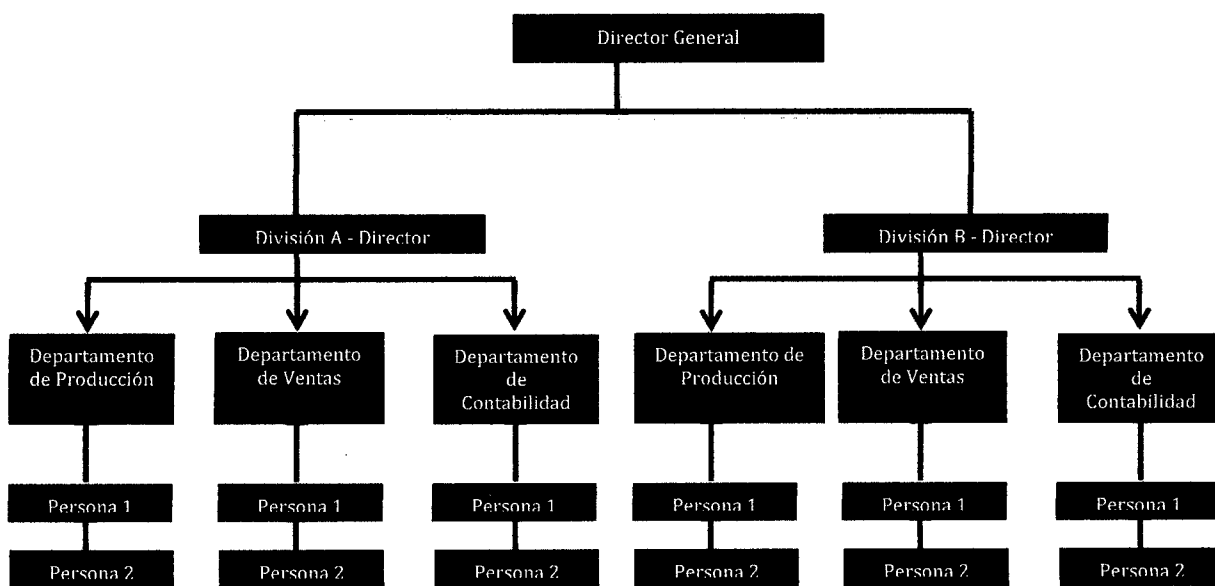 Director General
División A - Director
División B - Director
Departamento
de Producción
Departamento
de Ventas
Departamento
de
Contabilidad
Departamento de
Producción
Departamento
de Ventas
Departamento
de
Contabilidad
Persona 1
Persona 1
Persona 1
Persona 1
Persona 1
Persona 1
Persona 2
Persona 2
Persona 2
Persona 2
Persona 2
Persona 2